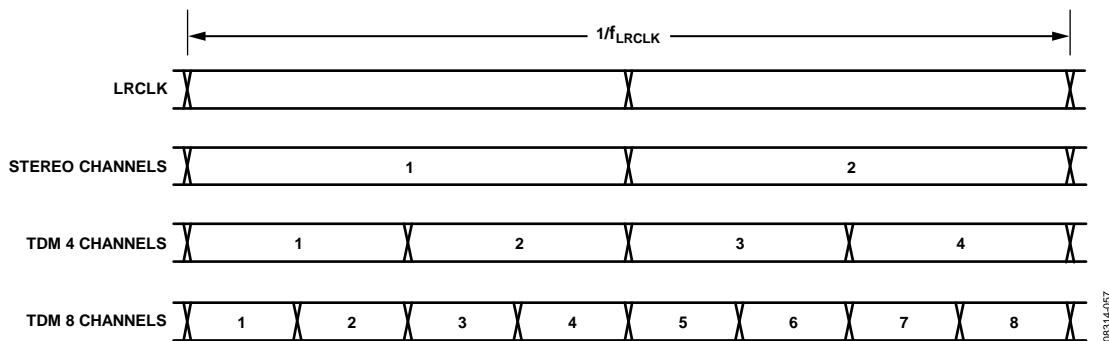 1/fLRCLK
LRCLK
STEREO CHANNELS 1 2
TDM 4 CHANNELS 1 2 3 4
TDM 8 CHANNELS 1 2 3 4 5 6 7 8
08314-057